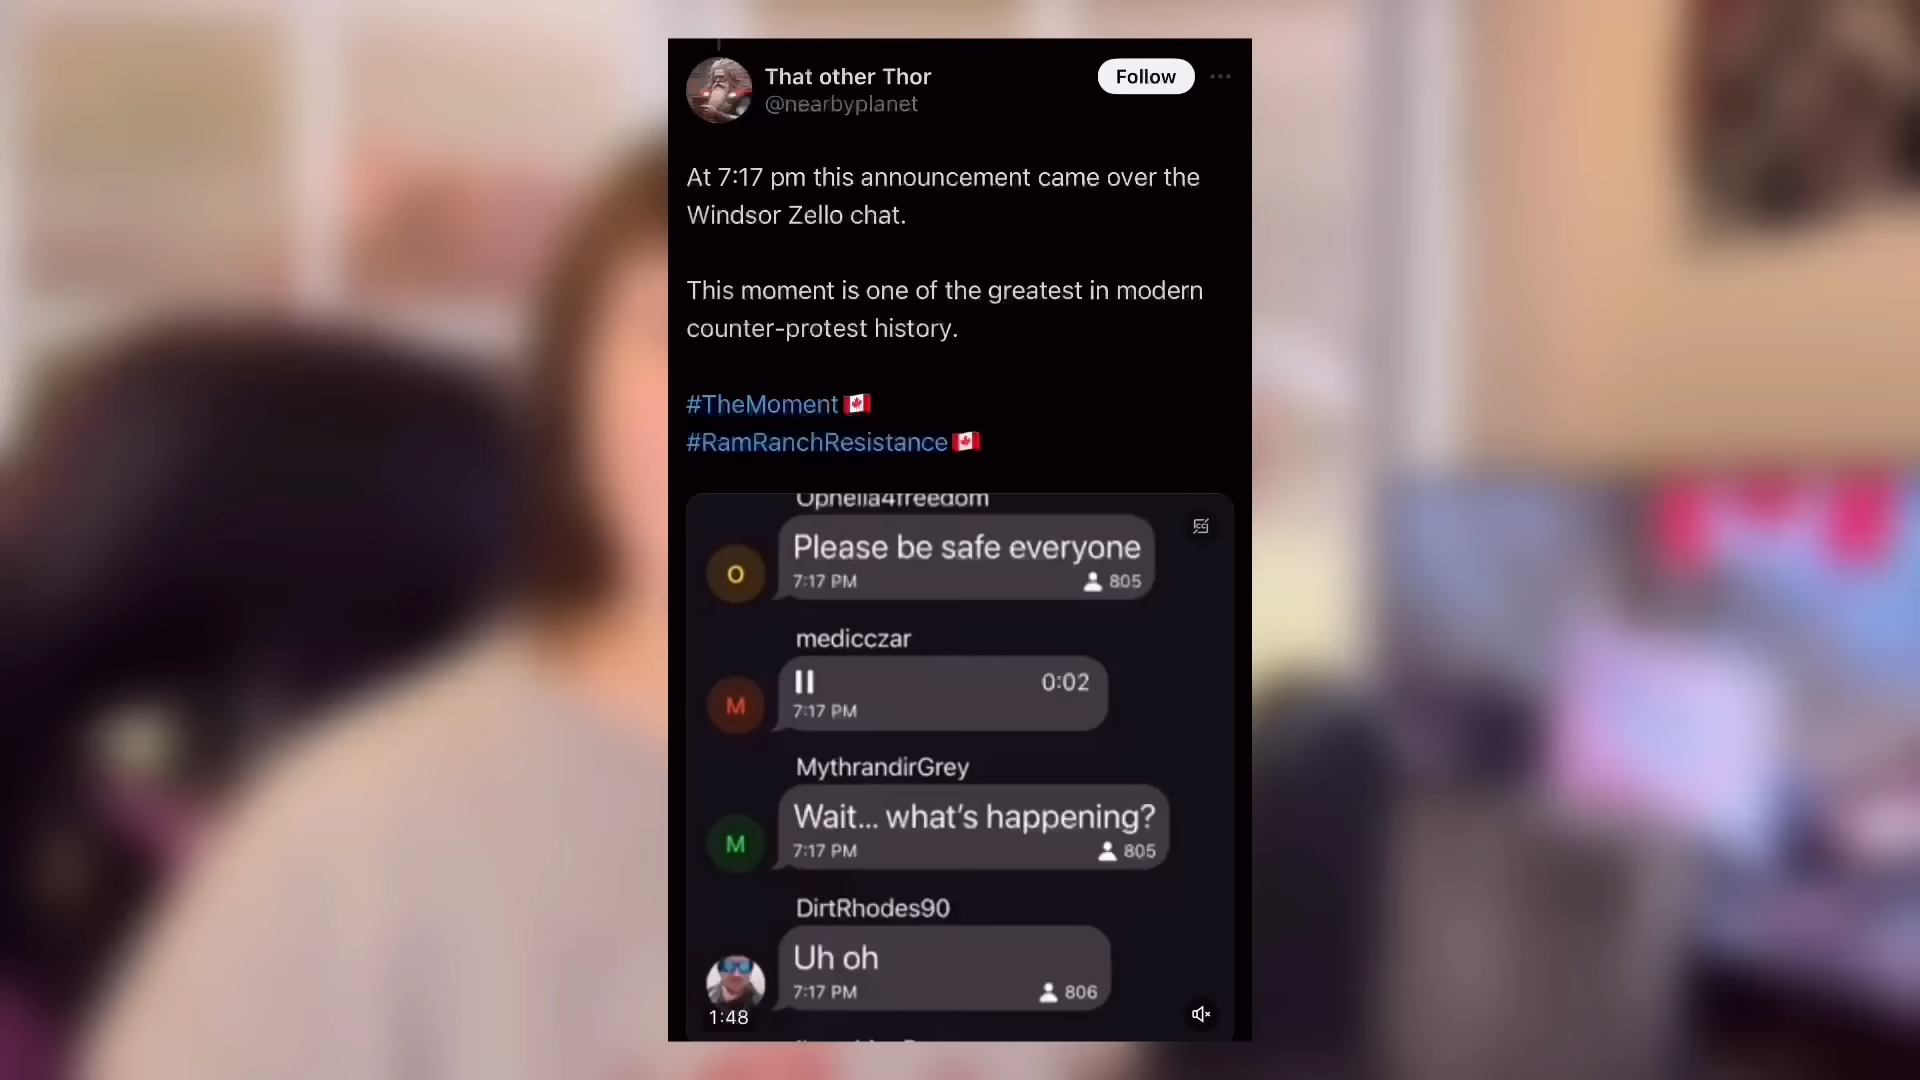 That other Thor
Follow
@nearbyplanet
At 7:17 pm this announcement came over the
Windsor Zello chat.
This moment is one of the greatest in modern
counter-protest history.
#TheMoment🇨🇦
#RamRanchResistance🇨🇦
Ophelia4freedom
O
Please be safe everyone
7:17 PM
805
medicczar
M
0:02
7:17 PM
MythrandirGrey
M
Wait... what's happening?
7:17 PM
805
DirtRhodes90
Uh oh
7:17 PM
806
1:48